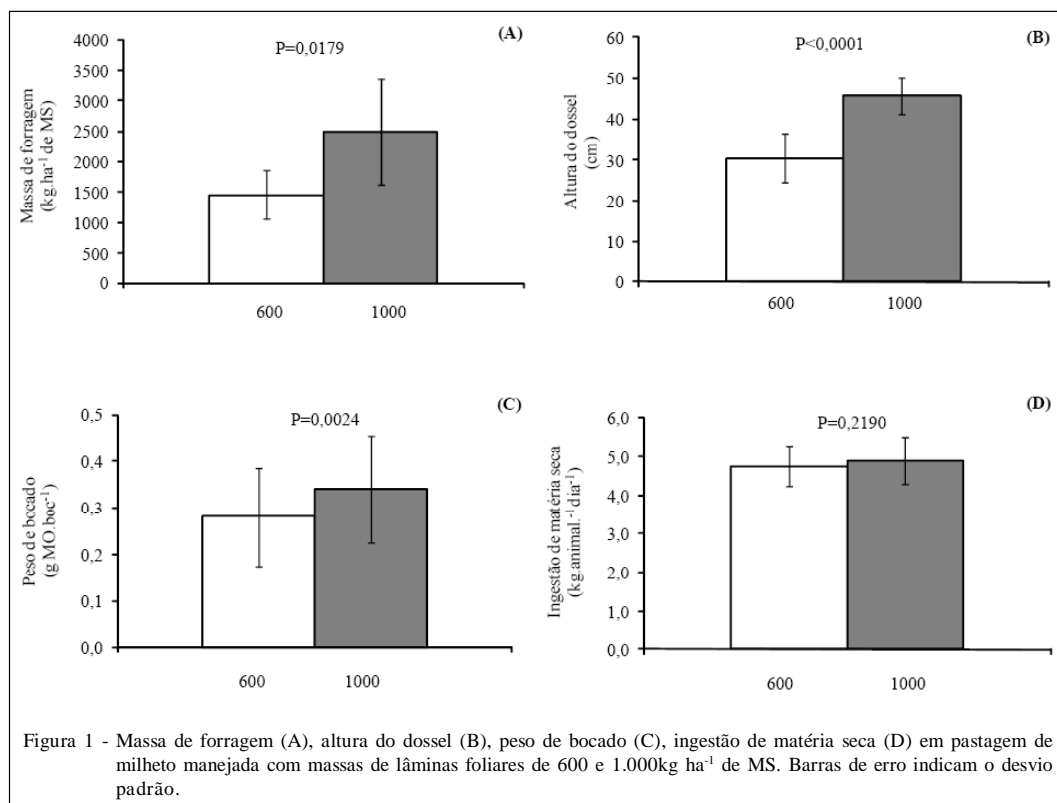 (A)
P=0,0179
Massa de forragem
(kg.ha⁻¹ de MS)
4000
3500
3000
2500
2000
1500
1000
500
0
600
1000
(B)
P<0,0001
Altura do dossel
(cm)
60
50
40
30
20
10
0
600
1000
(C)
P=0,0024
Peso de bocado
(g MO.boc⁻¹)
0,5
0,4
0,3
0,2
0,1
0,0
600
1000
(D)
P=0,2190
Ingestão de matéria seca
(kg.animal.⁻¹ dia⁻¹)
6,0
5,0
4,0
3,0
2,0
1,0
0,0
600
1000
Figura 1 - Massa de forragem (A), altura do dossel (B), peso de bocado (C), ingestão de matéria seca (D) em pastagem de
milheto manejada com massas de lâminas foliares de 600 e 1.000kg ha⁻¹ de MS. Barras de erro indicam o desvio
padrão.